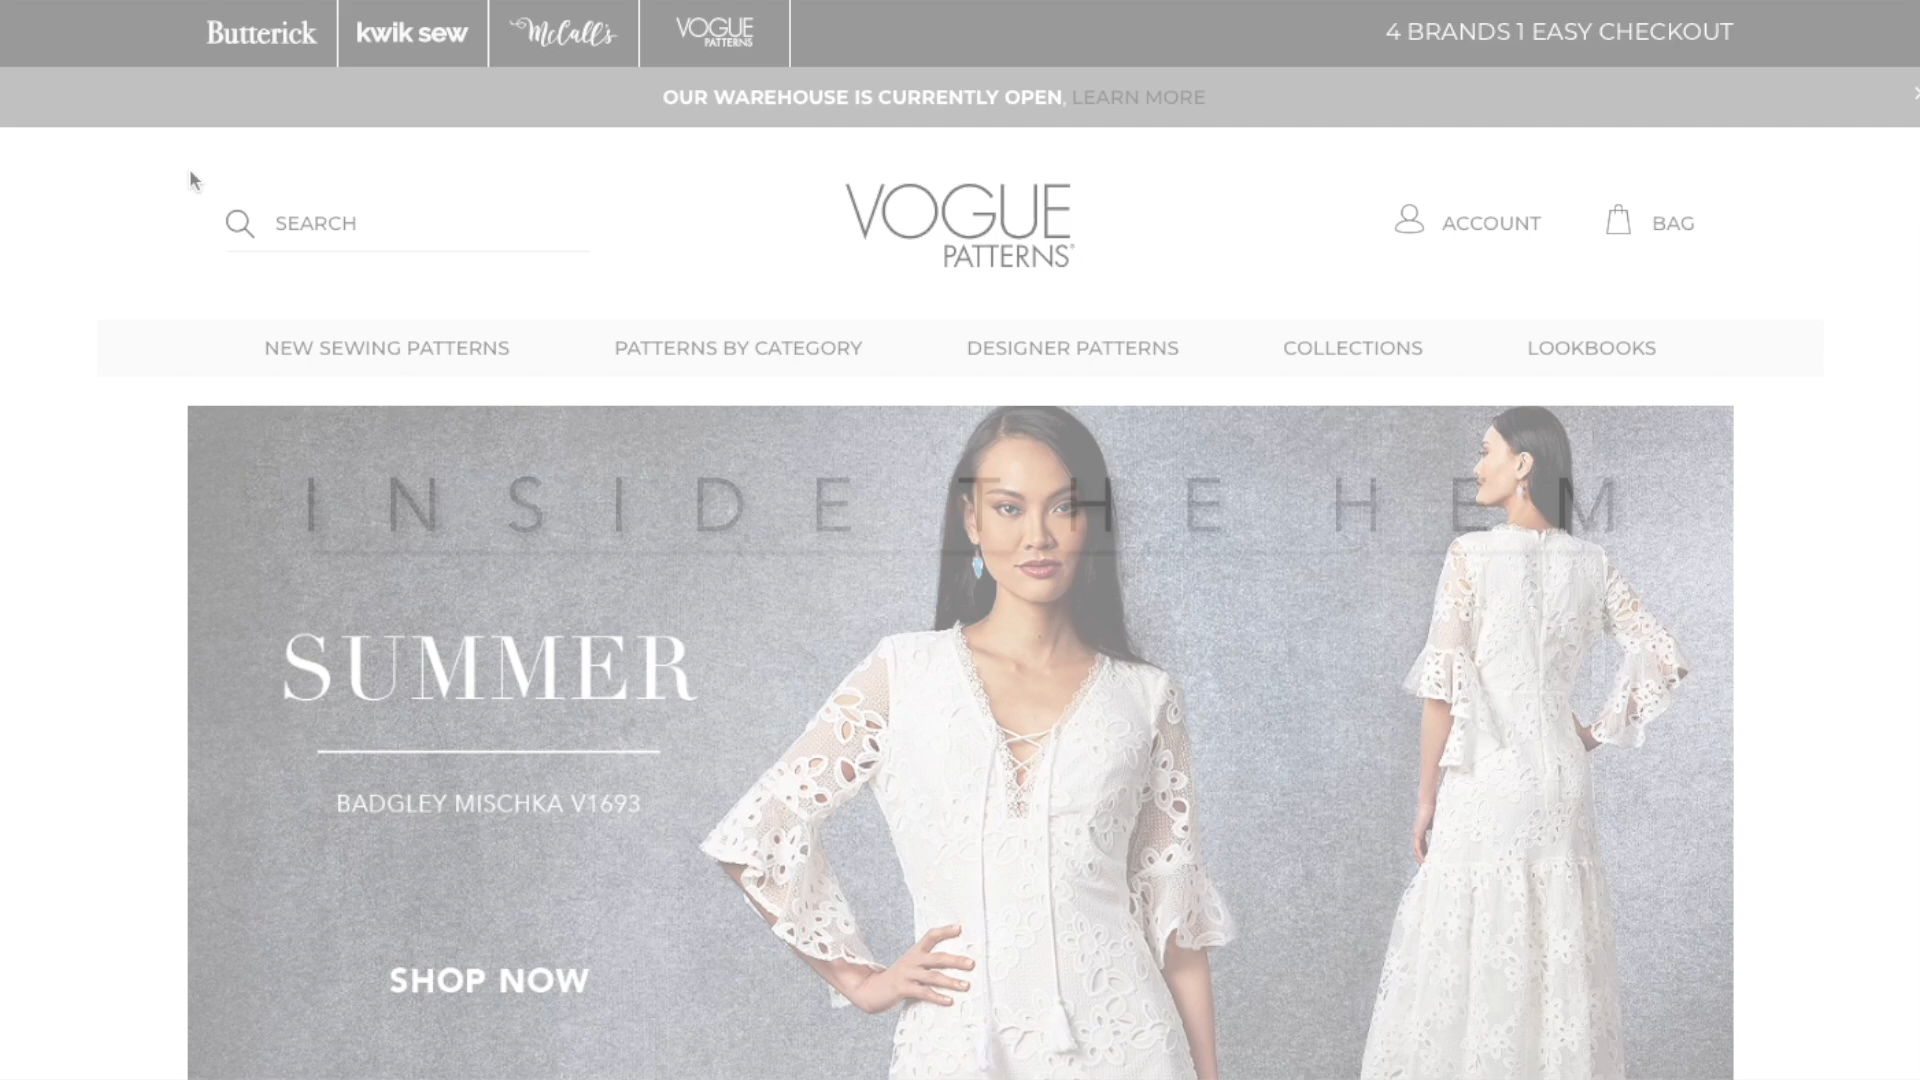 Butterick
kwik sew
McCall's
VOGUE
PATTERNS
4 BRANDS 1 EASY CHECKOUT
OUR WAREHOUSE IS CURRENTLY OPEN, LEARN MORE
SEARCH
VOGUE
PATTERNS®
ACCOUNT
BAG
NEW SEWING PATTERNS
PATTERNS BY CATEGORY
DESIGNER PATTERNS
COLLECTIONS
LOOKBOOKS
INSIDE THE HEM
SUMMER
BADGLEY MISCHKA V1693
SHOP NOW